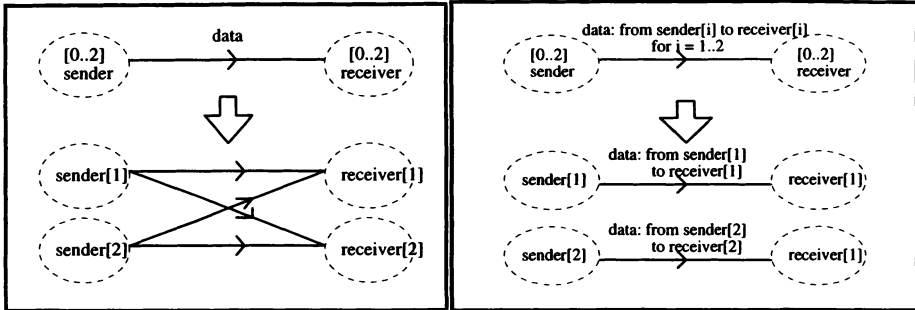 data
[0..2]
sender
[0..2]
receiver
sender[1]
receiver[1]
sender[2]
receiver[2]
data: from sender[i] to receiver[i]
for i = 1..2
[0..2]
sender
[0..2]
receiver
data: from sender[1]
to receiver[1]
sender[1]
receiver[1]
data: from sender[2]
to receiver[2]
sender[2]
receiver[1]